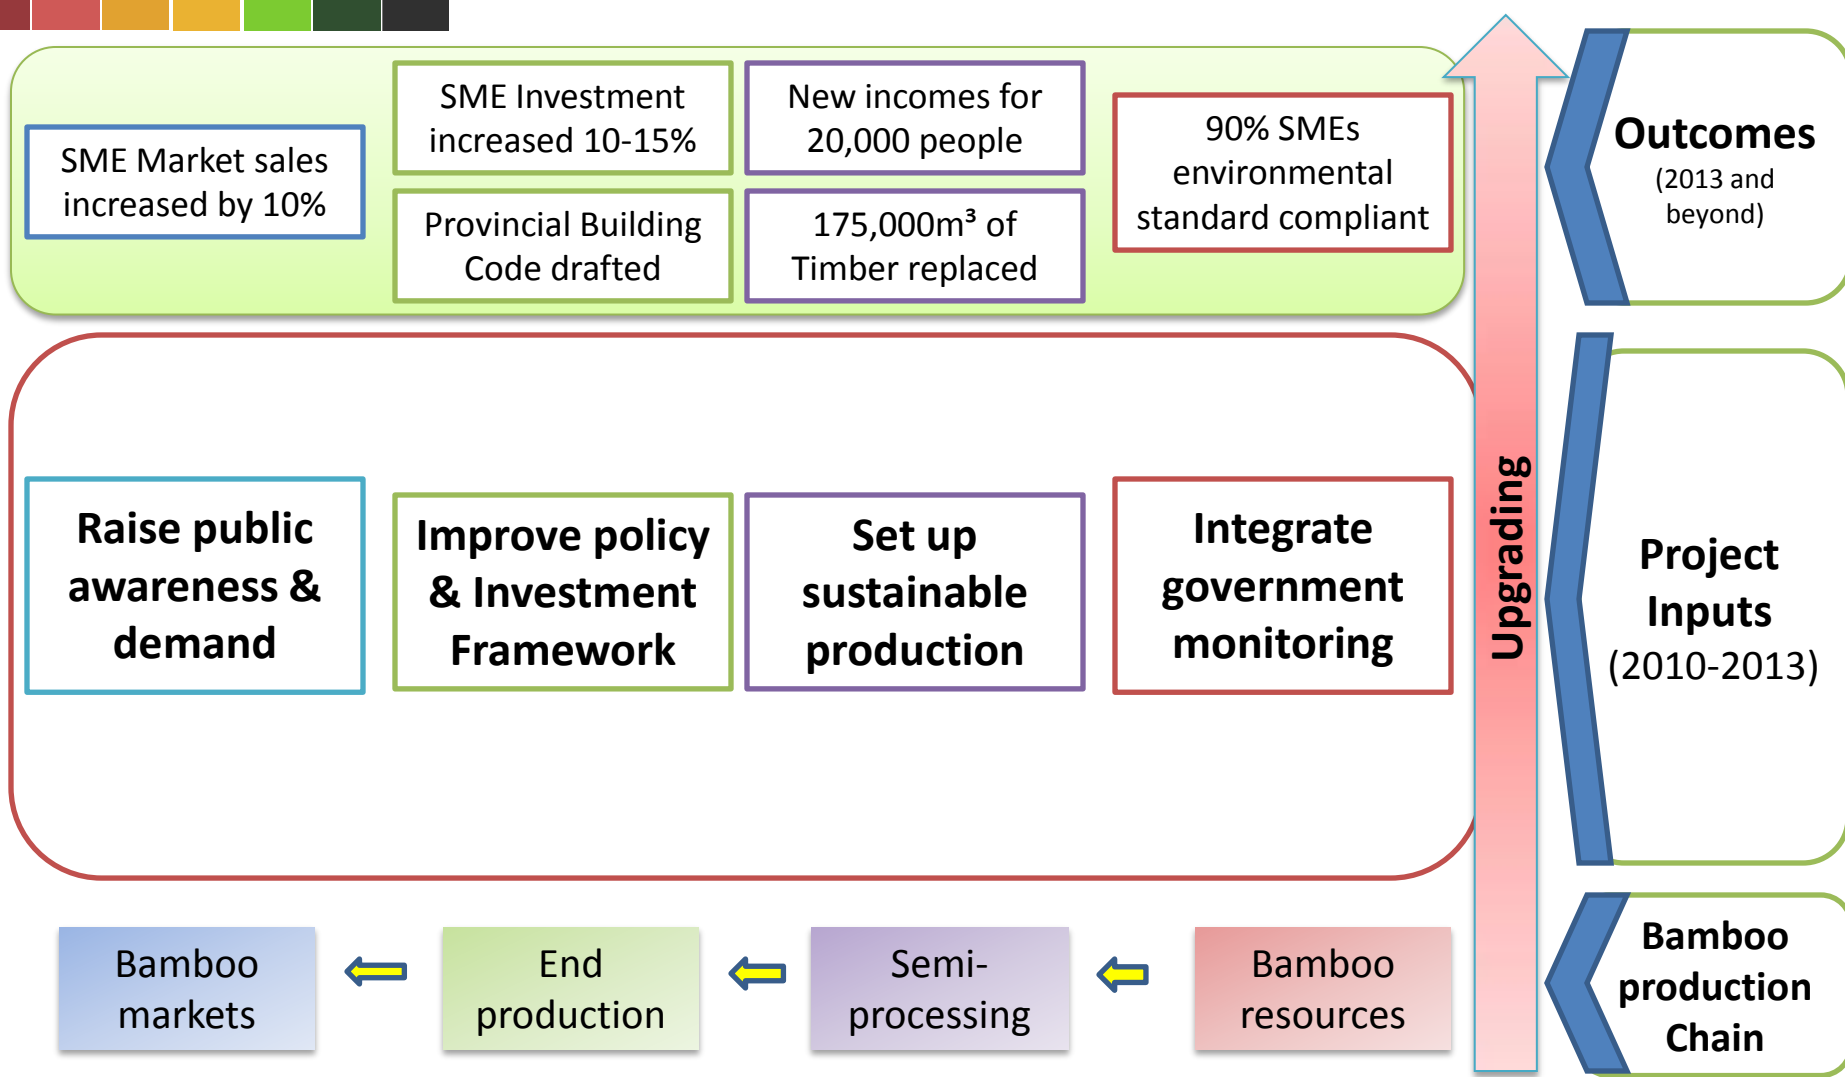 SME Market sales
increased by 10%
SME Investment
increased 10-15%
Provincial Building
Code drafted
New incomes for
20,000 people
175,000m³ of
Timber replaced
90% SMEs
environmental
standard compliant
Outcomes
(2013 and
beyond)
Raise public
awareness &
demand
Improve policy
& Investment
Framework
Set up
sustainable
production
Integrate
government
monitoring
Upgrading
Project
Inputs
(2010-2013)
Bamboo
markets
End
production
Semi-
processing
Bamboo
resources
Bamboo
production
Chain